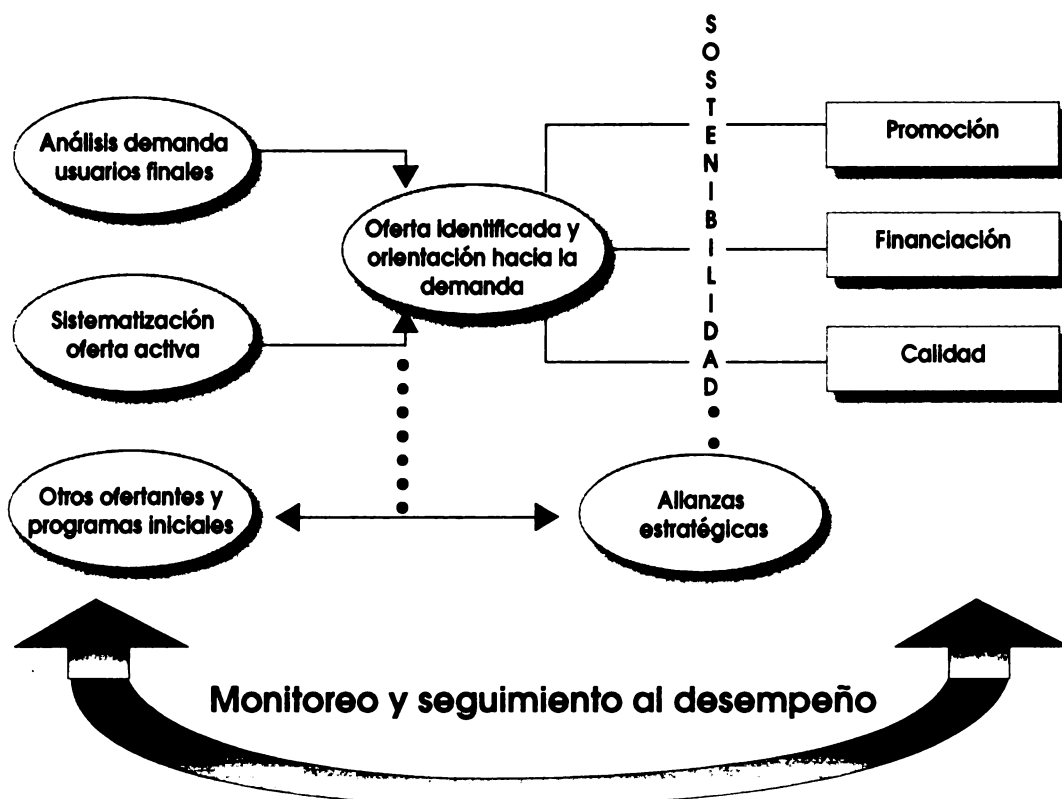 Análisis demanda
usuarios finales
Sistematización
oferta activa
Otros ofertantes y
programas iniciales
Oferta identificada y
orientación hacia la
demanda
SOSTENIBILIDAD
Promoción
Financiación
Calidad
Alianzas
estratégicas
Monitoreo y seguimiento al desempeño